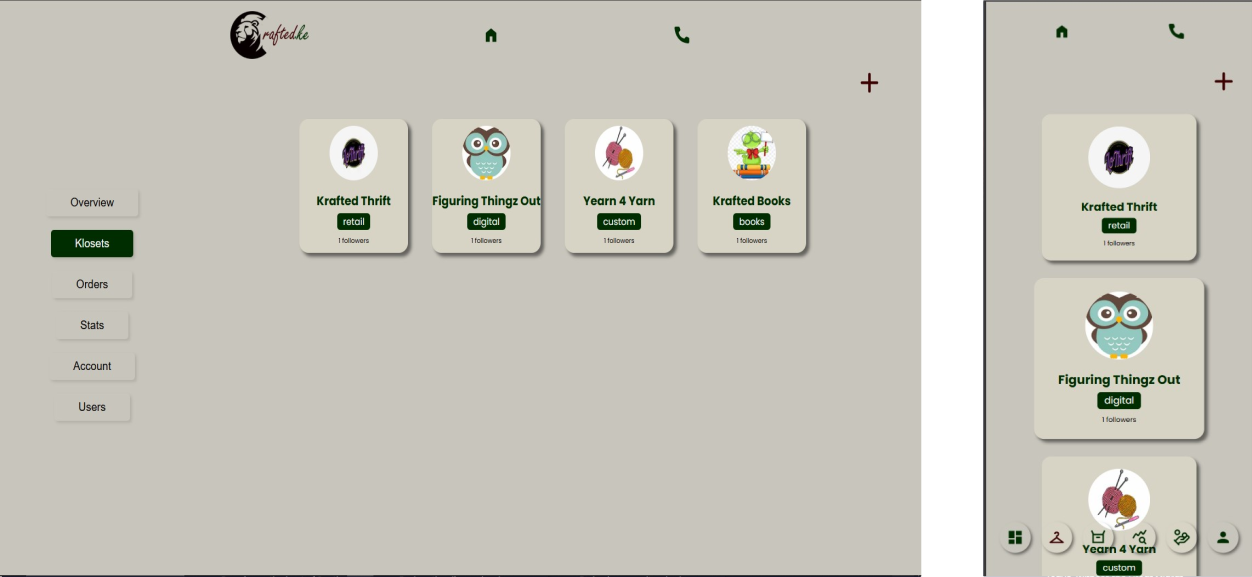 raftedke
Overview
Klosets
Orders
Stats
Account
Users
Krafted Thrift
retail
1 followers
Figuring Thingz Out
digital
1 followers
Yearn 4 Yarn
custom
1 followers
Krafted Books
books
1 followers
Krafted Thrift
retail
1 followers
Figuring Thingz Out
digital
1 followers
Yearn 4 Yarn
custom